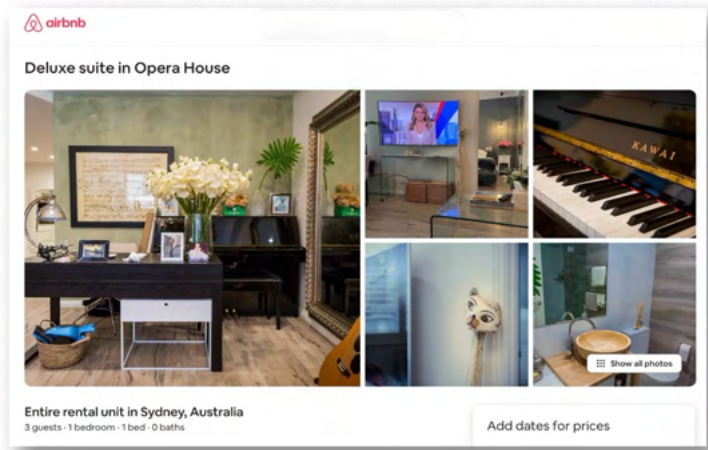 airbnb
Deluxe suite in Opera House
KAWAI
Show all photos
Entire rental unit in Sydney, Australia
3 guests · 1 bedroom · 1 bed · 0 baths
Add dates for prices